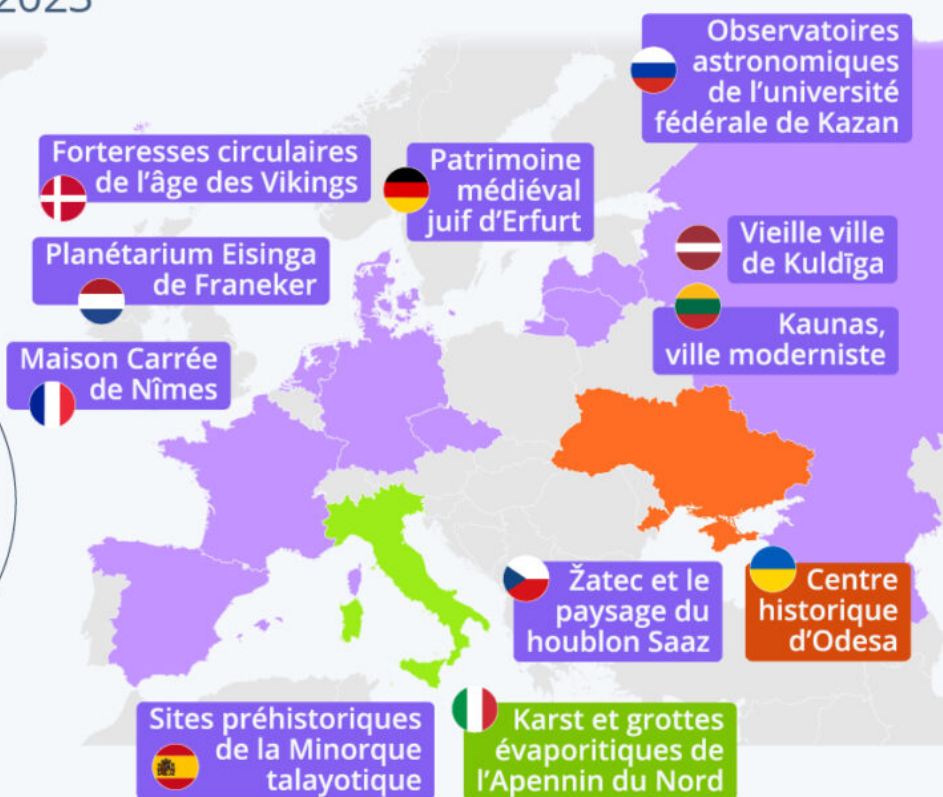 2023
Observatoires
astronomiques
de l'université
fédérale de Kazan
Forteresses circulaires
de l'âge des Vikings
Patrimoine
médiéval
juif d'Erfurt
Planétarium Eisinga
de Franeker
Vieille ville
de Kuldīga
Kaunas,
ville moderniste
Maison Carrée
de Nîmes
Žatec et le
paysage du
houblon Saaz
Centre
historique
d'Odesa
Sites préhistoriques
de la Minorque
talayotique
Karst et grottes
évaporitiques de
l'Apennin du Nord